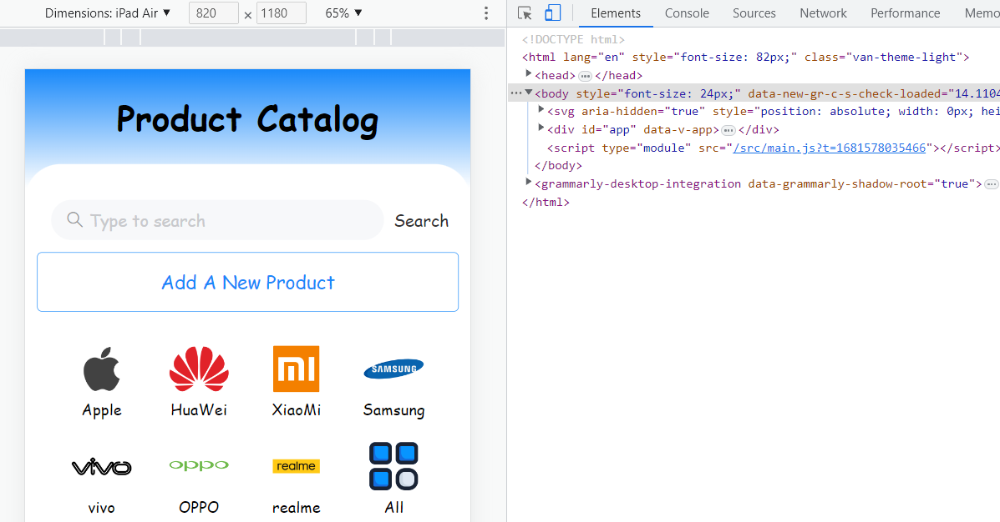 Dimensions: iPad Air ▼ 820 × 1180 65% ▼
Elements Console Sources Network Performance Memo
<!DOCTYPE html>
<html lang="en" style="font-size: 82px;" class="van-theme-light">
<head> ⋯ </head>
<body style="font-size: 24px;" data-new-gr-c-s-check-loaded="14.1104
<svg aria-hidden="true" style="position: absolute; width: 0px; hei
<div id="app" data-v-app> ⋯ </div>
<script type="module" src="/src/main.js?t=1681578035466"></script>
</body>
<grammarly-desktop-integration data-grammarly-shadow-root="true"> ⋯
</html>
Product Catalog
Type to search Search
Add A New Product
mi SAMSUNG
Apple HuaWei XiaoMi Samsung
vivo oppo realme
vivo OPPO realme All